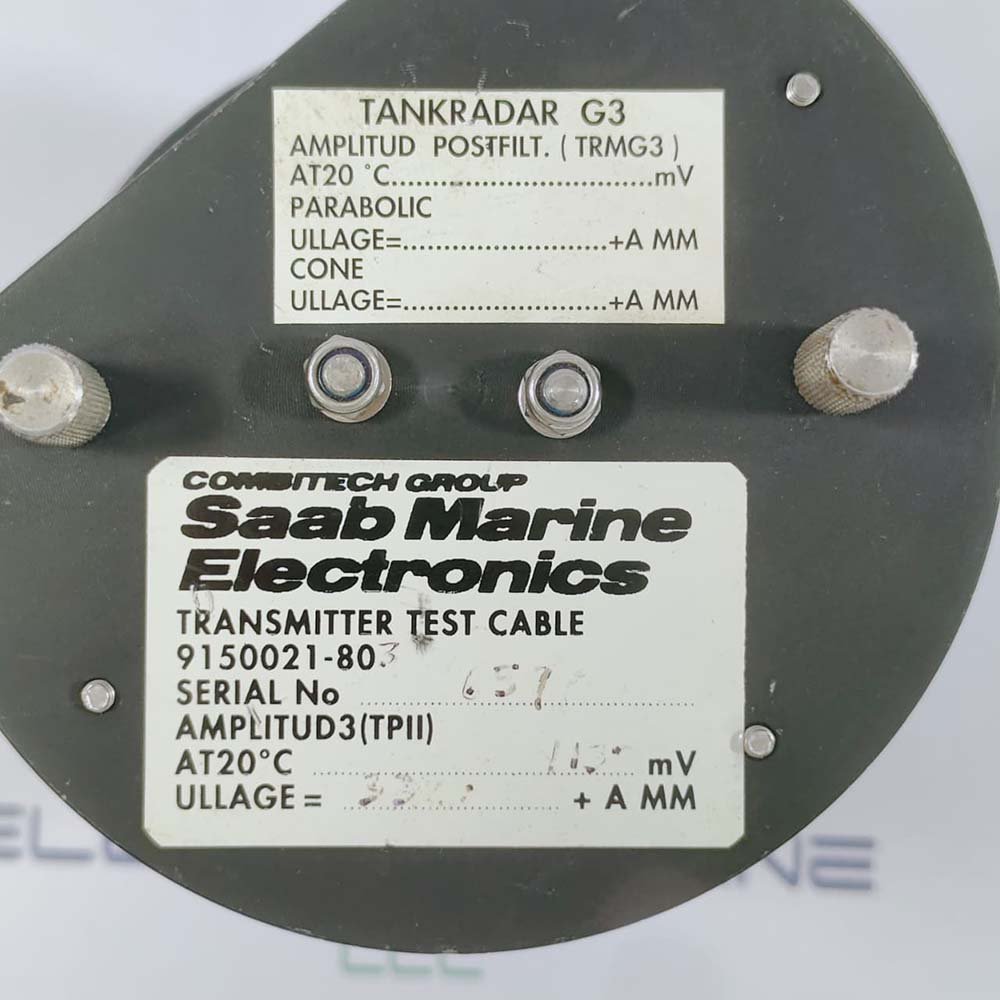 TANKRADAR G3
AMPLITUD POSTFILT. ( TRMG3 )
AT20 °C................................mV
PARABOLIC
ULLAGE=.........................+A MM
CONE
ULLAGE=.........................+A MM
COMBITECH GROUP
Saab Marine
Electronics
TRANSMITTER TEST CABLE
9150021-803
SERIAL No
AMPLITUD3(TPII)
AT20°C ........................ mV
ULLAGE = ........................ + A MM